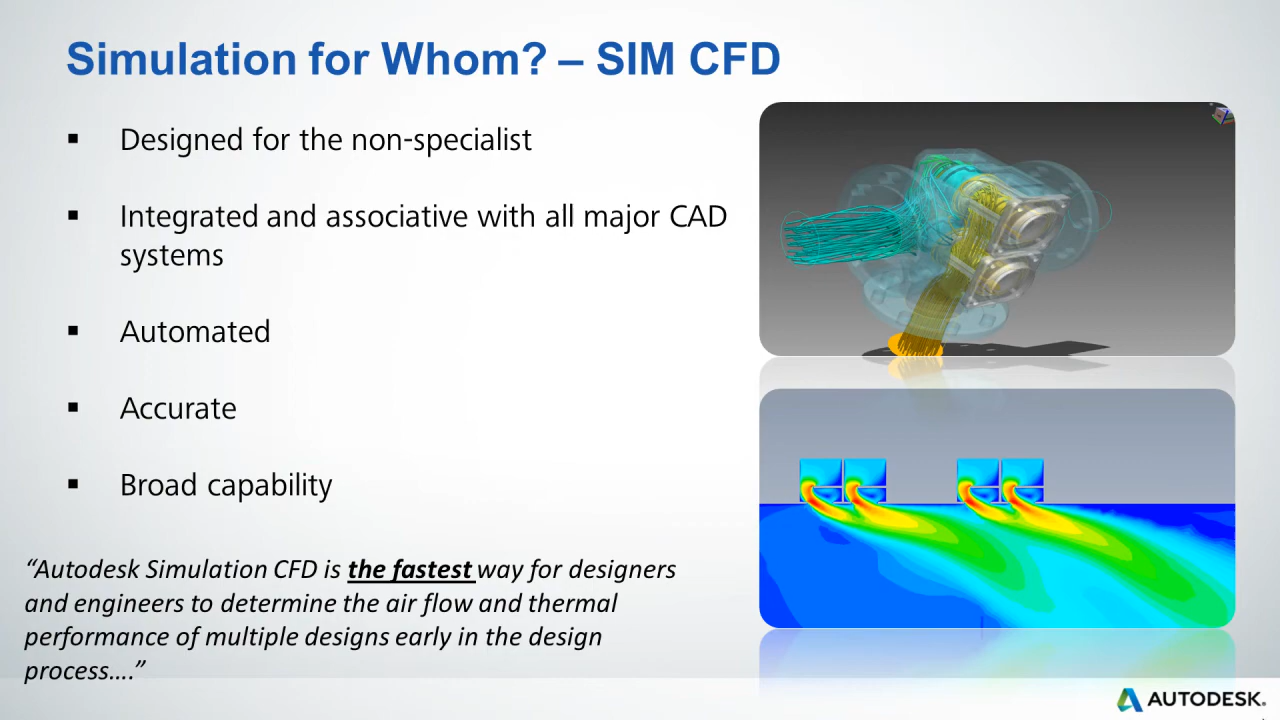 Simulation for Whom? – SIM CFD
▪ Designed for the non-specialist
▪ Integrated and associative with all major CAD
systems
▪ Automated
▪ Accurate
▪ Broad capability
“Autodesk Simulation CFD is the fastest way for designers
and engineers to determine the air flow and thermal
performance of multiple designs early in the design
process….”
AUTODESK.